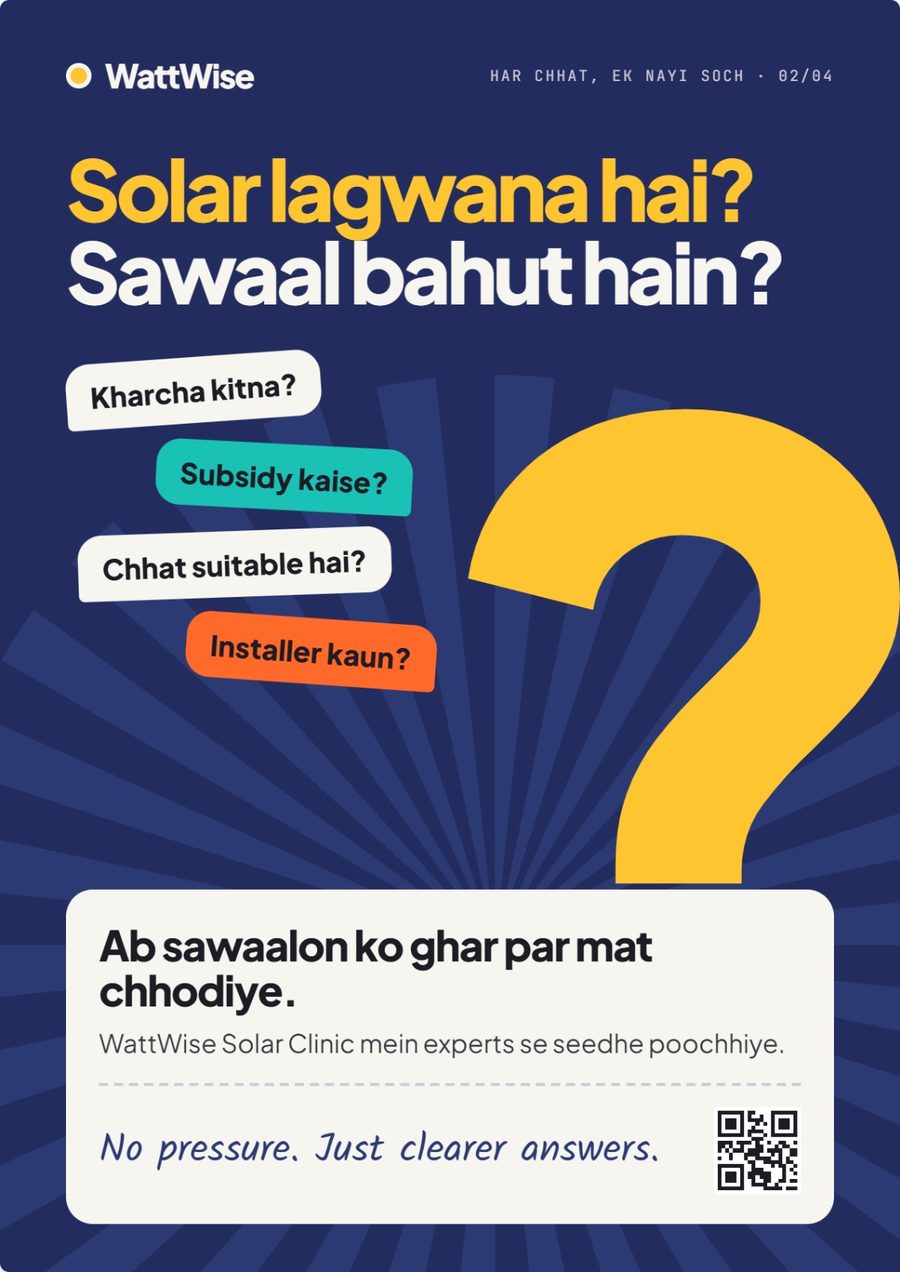 WattWise
HAR CHHAT, EK NAYI SOCH · 02/04
Solar lagwana hai?
Sawaal bahut hain?
Kharcha kitna?
Subsidy kaise?
Chhat suitable hai?
Installer kaun?
?
Ab sawaalon ko ghar par mat
chhodiye.
WattWise Solar Clinic mein experts se seedhe poochhiye.
No pressure. Just clearer answers.